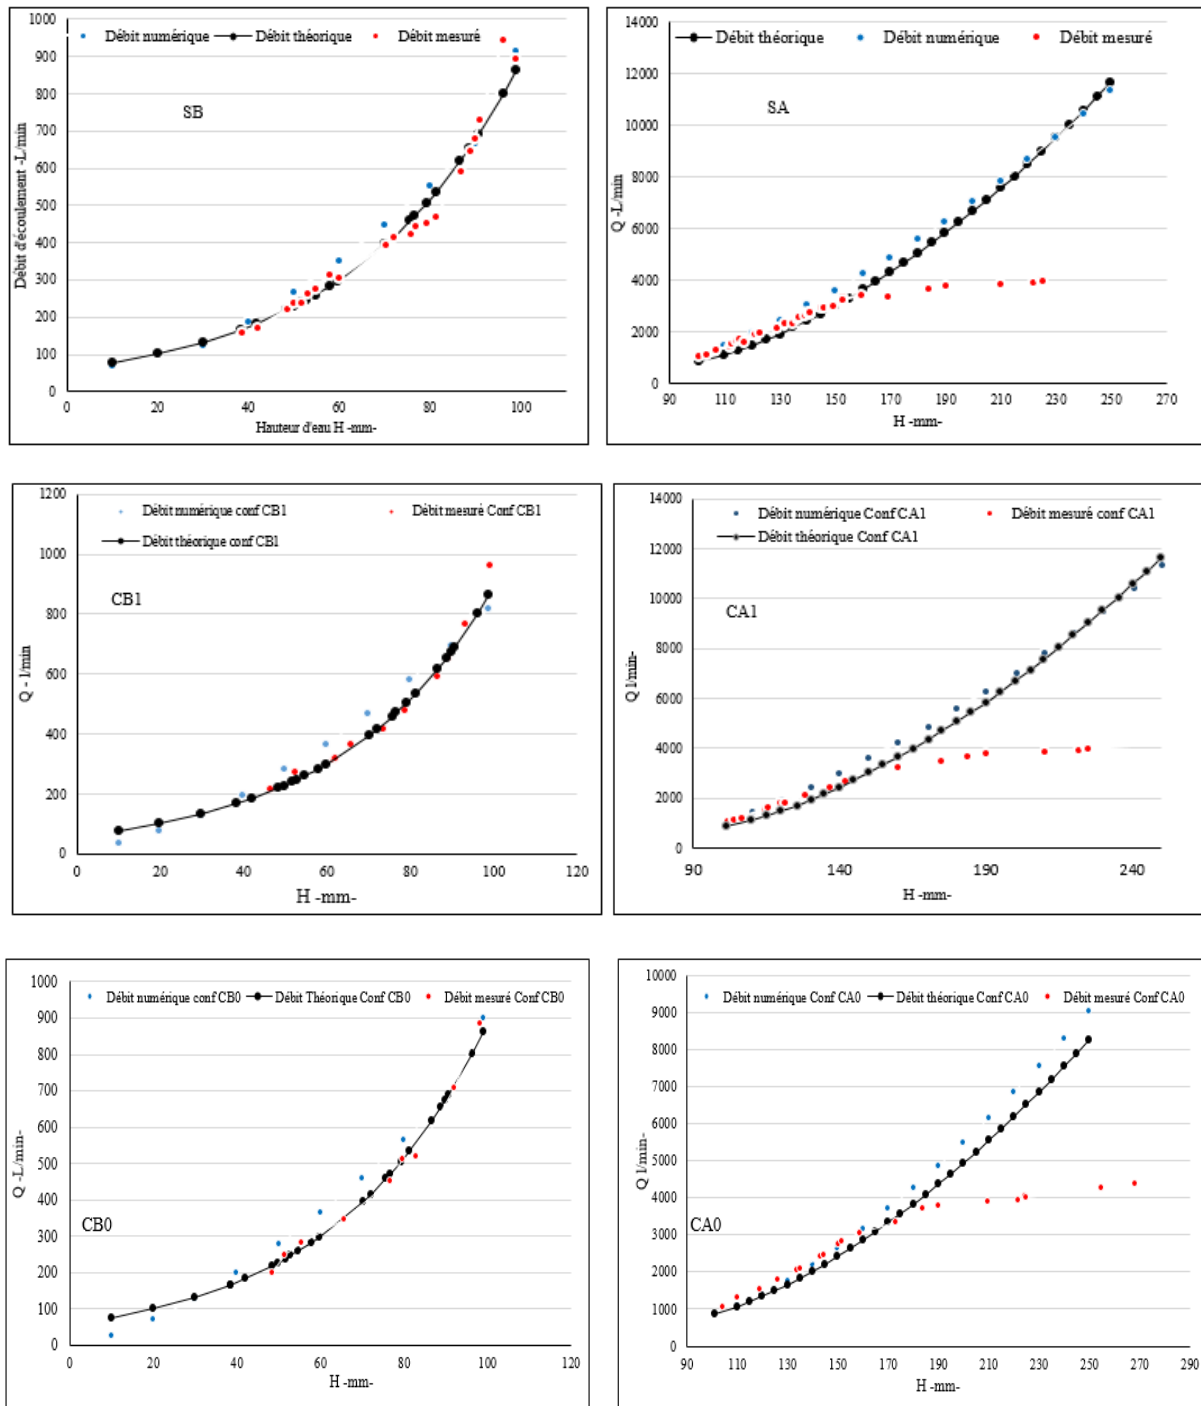 Débit numérique Débit théorique Débit mesuré
SB
Débit d'écoulement -L/min
1000
900
800
700
600
500
400
300
200
100
0
0 20 40 60 80 100
Hauteur d'eau H -mm-
Débit théorique Débit numérique Débit mesuré
SA
Q -L/min
14000
12000
10000
8000
6000
4000
2000
0
90 110 130 150 170 190 210 230 250 270
H -mm-
Débit numérique conf CB1 Débit mesuré Conf CB1
Débit théorique conf CB1
CB1
Q - l/min
1200
1000
800
600
400
200
0
0 20 40 60 80 100 120
H -mm-
Débit numérique Conf CA1 Débit mesuré conf CA1
Débit théorique Conf CA1
CA1
Q l/min-
14000
12000
10000
8000
6000
4000
2000
0
90 140 190 240
H -mm-
Débit numérique conf CB0 Débit Théorique Conf CB0 Débit mesuré Conf CB0
CB0
Q -L/min-
1000
900
800
700
600
500
400
300
200
100
0
0 20 40 60 80 100 120
H -mm-
Débit numérique Conf CA0 Débit théorique Conf CA0 Débit mesuré Conf CA0
CA0
Q l/min-
10000
9000
8000
7000
6000
5000
4000
3000
2000
1000
0
90 110 130 150 170 190 210 230 250 270 290
H -mm-